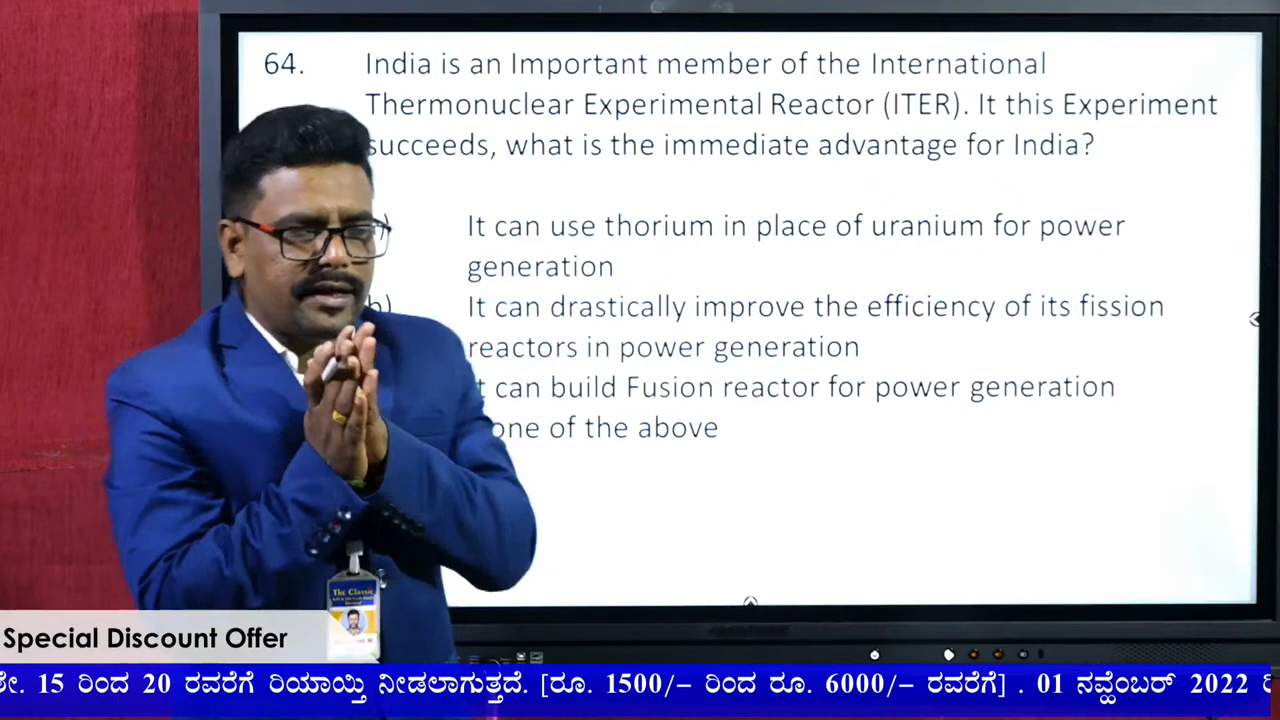 64. India is an Important member of the International
Thermonuclear Experimental Reactor (ITER). It this Experiment
succeeds, what is the immediate advantage for India?
It can use thorium in place of uranium for power
generation
b) It can drastically improve the efficiency of its fission
reactors in power generation
can build Fusion reactor for power generation
of the above
The Classic
Special Discount Offer
15 ರಿಂದ 20 ರವರೆಗೆ ರಿಯಾಯ್ತಿ ನೀಡಲಾಗುತ್ತದೆ. [ರೂ. 1500/- ರಿಂದ ರೂ. 6000/- ರವರೆಗೆ] . 01 ನವ್ಹೆಂಬರ್ 2022